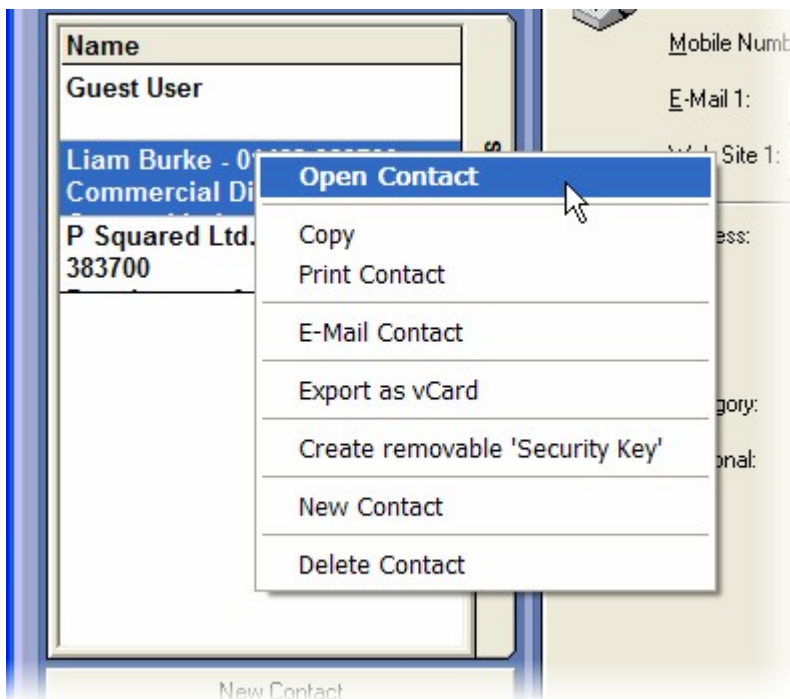 Name
Guest User
Liam Burke - 01
Commercial Di
P Squared Ltd.
383700
Open Contact
Copy
Print Contact
E-Mail Contact
Export as vCard
Create removable 'Security Key'
New Contact
Delete Contact
New Contact
Mobile Numb
E-Mail 1:
Site 1:
ess:
gory:
onal: